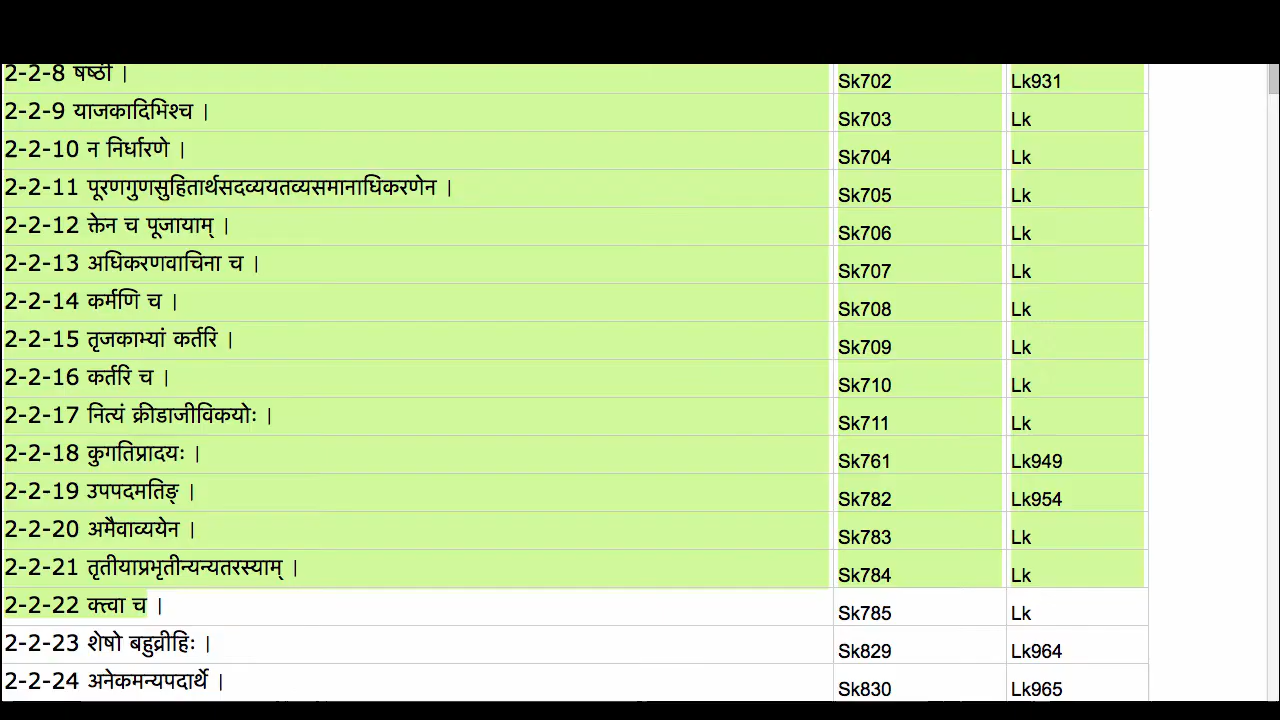 2-2-8 षष्ठी । Sk702 Lk931
2-2-9 याजकादिभिश्च । Sk703 Lk
2-2-10 न निर्धारणे । Sk704 Lk
2-2-11 पूरणगुणसुहितार्थसदव्ययतव्यसमानाधिकरणेन । Sk705 Lk
2-2-12 क्तेन च पूजायाम् । Sk706 Lk
2-2-13 अधिकरणवाचिना च । Sk707 Lk
2-2-14 कर्मणि च । Sk708 Lk
2-2-15 तृजकाभ्यां कर्तरि । Sk709 Lk
2-2-16 कर्तरि च । Sk710 Lk
2-2-17 नित्यं क्रीडाजीविकयोः । Sk711 Lk
2-2-18 कुगतिप्रादयः । Sk761 Lk949
2-2-19 उपपदमतिङ् । Sk782 Lk954
2-2-20 अमैवाव्ययेन । Sk783 Lk
2-2-21 तृतीयाप्रभृतीन्यन्यतरस्याम् । Sk784 Lk
2-2-22 क्त्वा च । Sk785 Lk
2-2-23 शेषो बहुव्रीहिः । Sk829 Lk964
2-2-24 अनेकमन्यपदार्थे । Sk830 Lk965